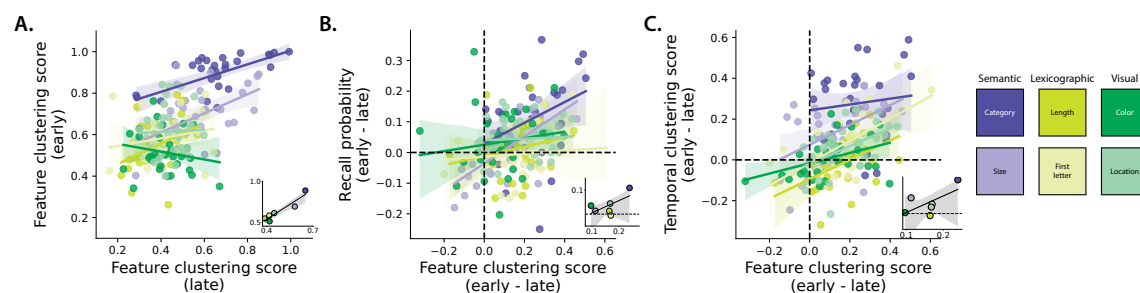 A.
Feature clustering score
(early)
1.0
0.8
0.6
0.4
0.2
0.2
0.4
0.6
0.8
1.0
Feature clustering score
(late)
1.0
0.5
0.4
0.7
B.
Recall probability
(early - late)
0.3
0.2
0.1
0.0
−0.1
−0.2
−0.4
−0.2
0.0
0.2
0.4
0.6
Feature clustering score
(early - late)
0.1
0.1
0.2
C.
Temporal clustering score
(early - late)
0.6
0.4
0.2
0.0
−0.2
−0.4
−0.2
0.0
0.2
0.4
0.6
Feature clustering score
(early - late)
0.1
0.1
0.2
Semantic Lexicographic Visual
Category Length Color
Size First
letter Location